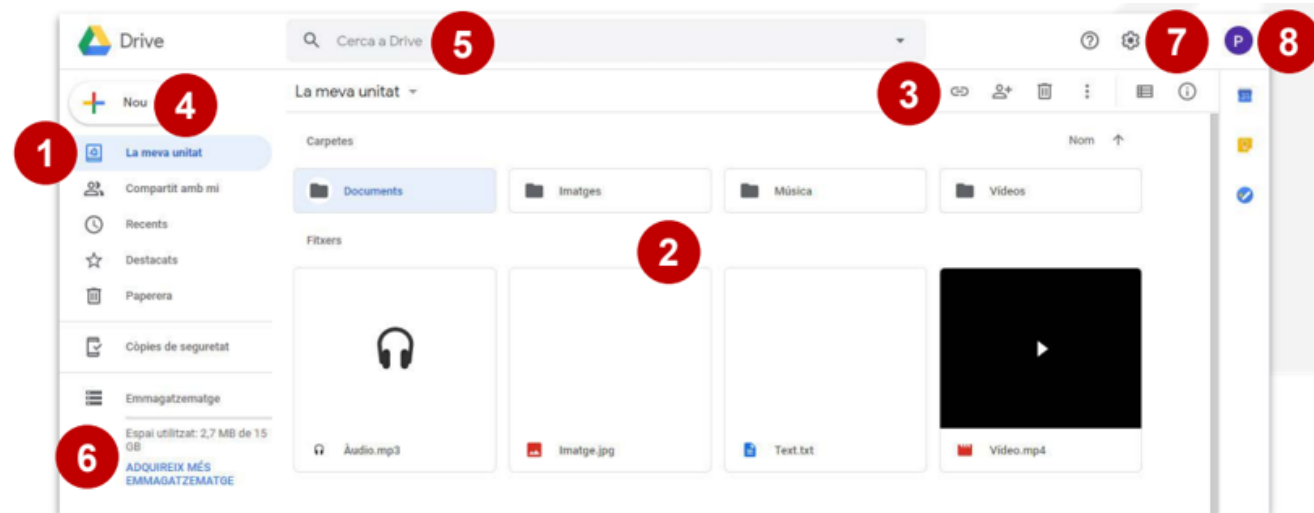 Drive
Cerca a Drive
5
7
P
8
Nou
4
La meva unitat
3
1
La meva unitat
Carpetes
Nom
Compartit amb mi
Documents
Imatges
Música
Vídeos
Recents
Fitxers
2
Destacats
Paperera
Còpies de seguretat
Emmagatzematge
Espai utilitzat: 2,7 MB de 15
GB
6
ADQUIREIX MÉS
EMMAGATZEMATGE
Àudio.mp3
Imatge.jpg
Text.txt
Vídeo.mp4